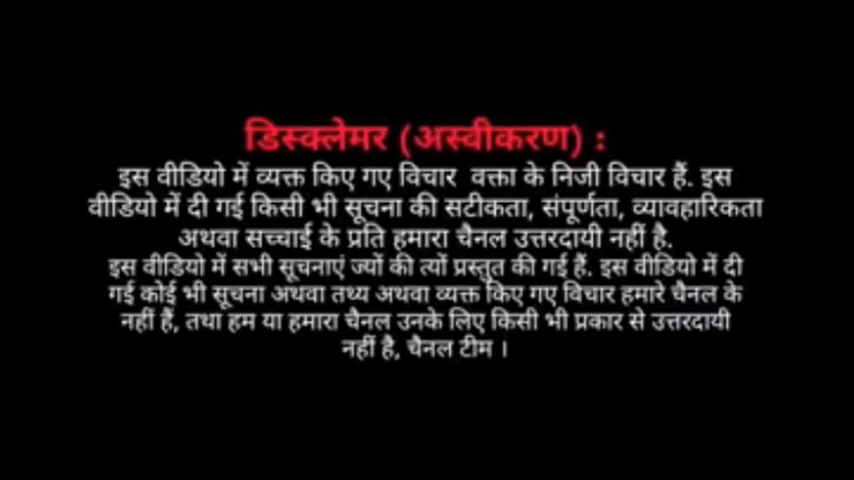 डिस्क्लेमर (अस्वीकरण) :
इस वीडियो में व्यक्त किए गए विचार वक्ता के निजी विचार हैं. इस
वीडियो में दी गई किसी भी सूचना की सटीकता, संपूर्णता, व्यावहारिकता
अथवा सच्चाई के प्रति हमारा चैनल उत्तरदायी नहीं है.
इस वीडियो में सभी सूचनाएं ज्यों की त्यों प्रस्तुत की गई हैं. इस वीडियो में दी
गई कोई भी सूचना अथवा तथ्य अथवा व्यक्त किए गए विचार हमारे चैनल के
नहीं हैं, तथा हम या हमारा चैनल उनके लिए किसी भी प्रकार से उत्तरदायी
नहीं है, चैनल टीम ।